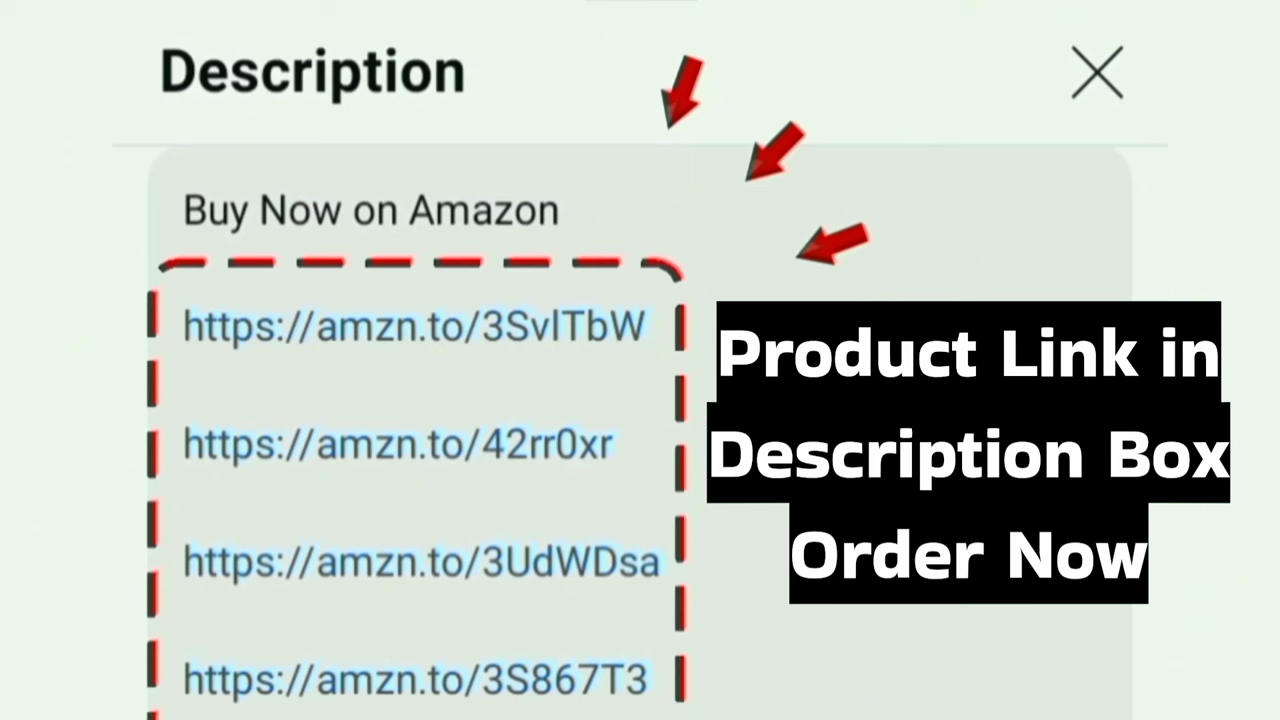 Description
Buy Now on Amazon
https://amzn.to/3SvlTbW
https://amzn.to/42rr0xr
https://amzn.to/3UdWDsa
https://amzn.to/3S867T3
Product Link in
Description Box
Order Now